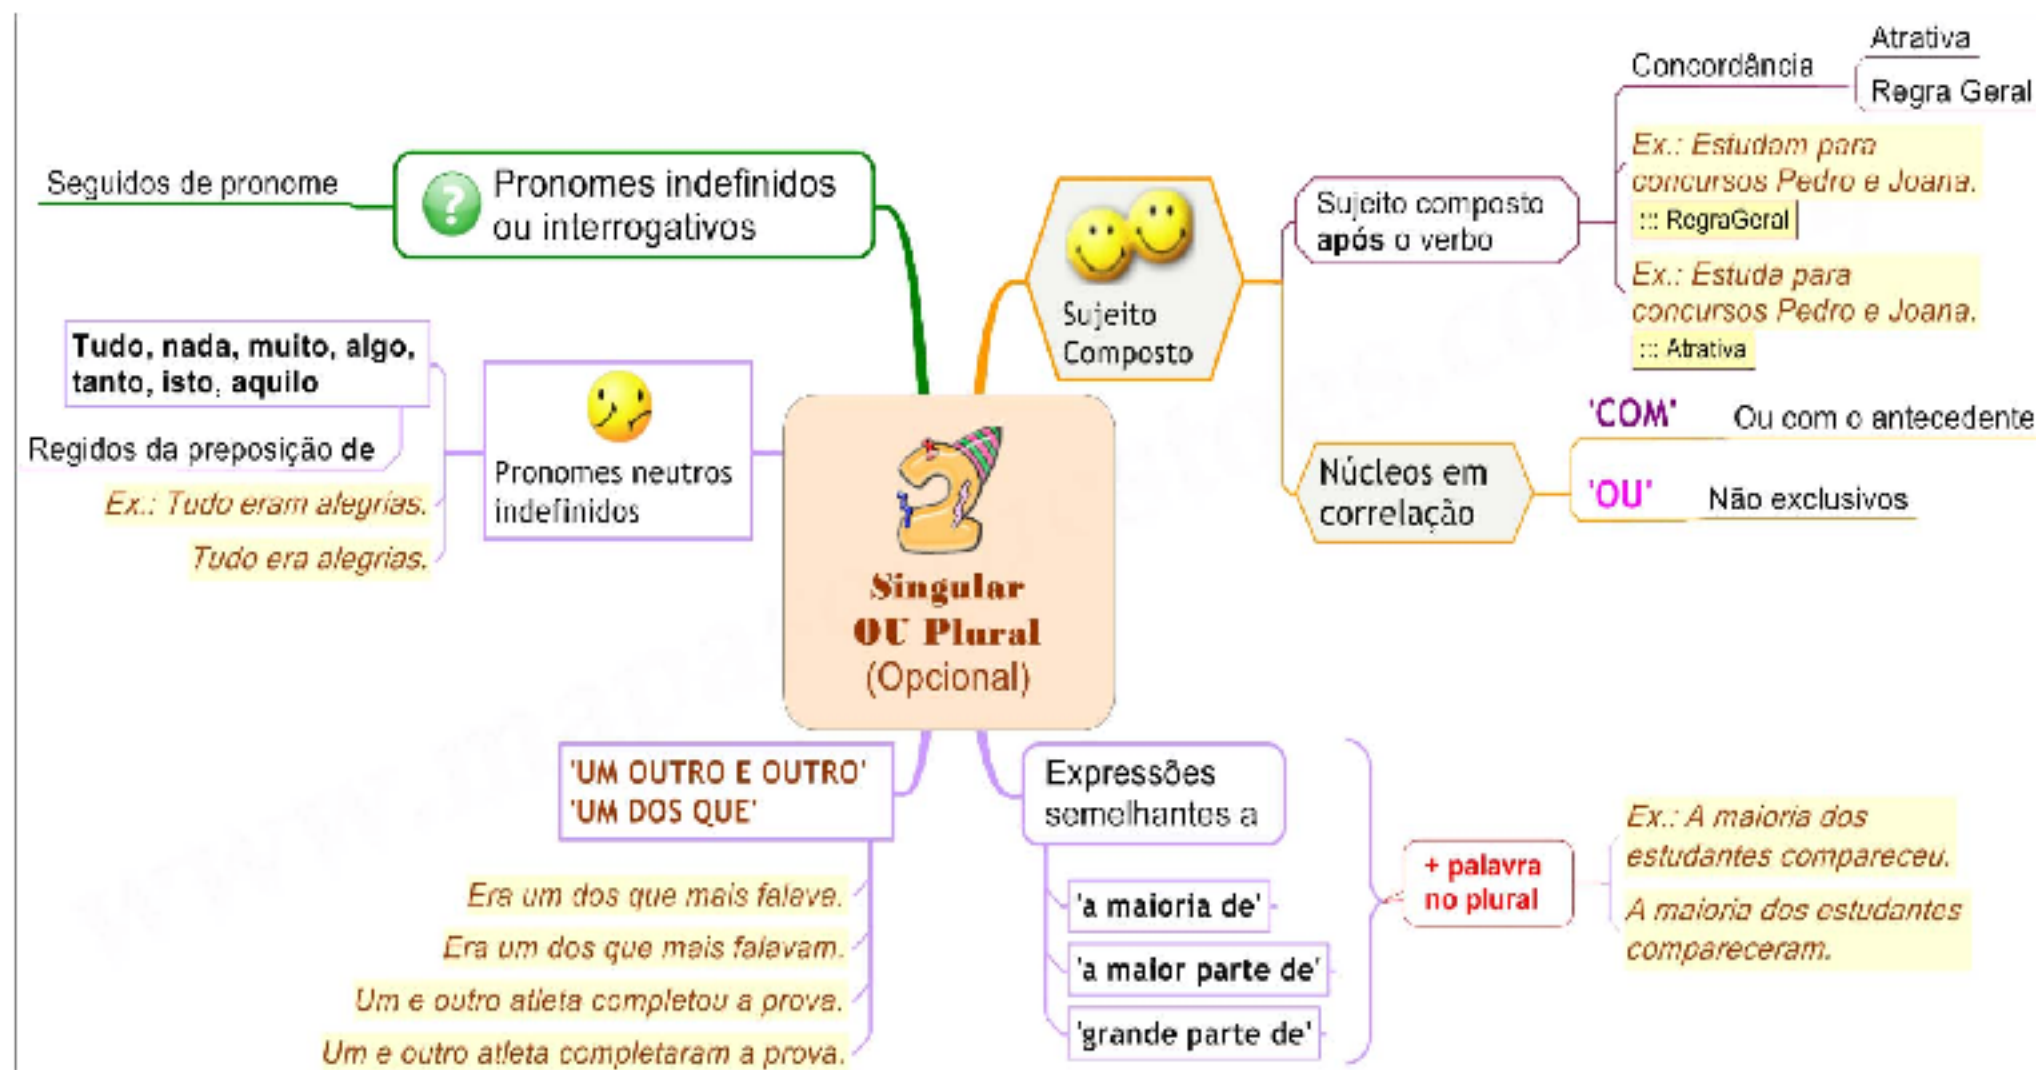 Seguidos de pronome
Pronomes indefinidos
ou interrogativos
Tudo, nada, muito, algo,
tanto, isto, aquilo
Regidos da preposição de
Ex.: Tudo eram alegrias.
Tudo era alegrias.
Pronomes neutros
indefinidos
Singular
OU Plural
(Opcional)
Sujeito
Composto
Sujeito composto
após o verbo
Concordância
Atrativa
Regra Geral
Ex.: Estudam para
concursos Pedro e Joana.
::: RegraGeral
Ex.: Estuda para
concursos Pedro e Joana.
::: Atrativa
Núcleos em
correlação
'COM' Ou com o antecedente
'OU' Não exclusivos
'UM OUTRO E OUTRO'
'UM DOS QUE'
Era um dos que mais falava.
Era um dos que mais falavam.
Um e outro atleta completou a prova.
Um e outro atleta completaram a prova.
Expressões
semelhantes a
'a maioria de'
'a maior parte de'
'grande parte de'
+ palavra
no plural
Ex.: A maioria dos
estudantes compareceu.
A maioria dos estudantes
compareceram.